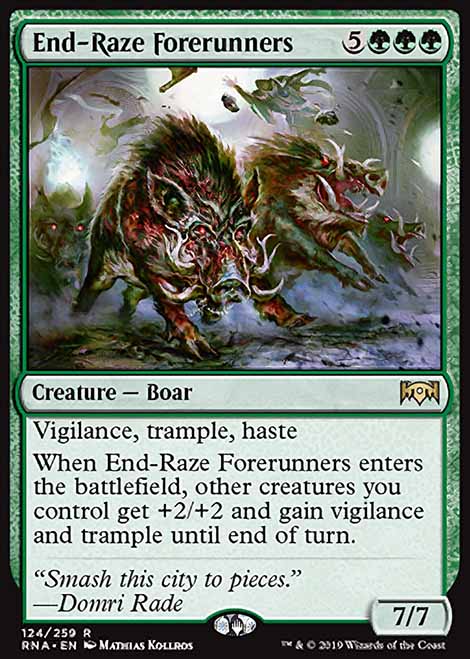 End-Raze Forerunners 5
Creature — Boar
Vigilance, trample, haste
When End-Raze Forerunners enters
the battlefield, other creatures you
control get +2/+2 and gain vigilance
and trample until end of turn.
“Smash this city to pieces.”
—Domri Rade
7/7
124/259 R
RNA • EN Mathias Kollros
™ & © 2019 Wizards of the Coast